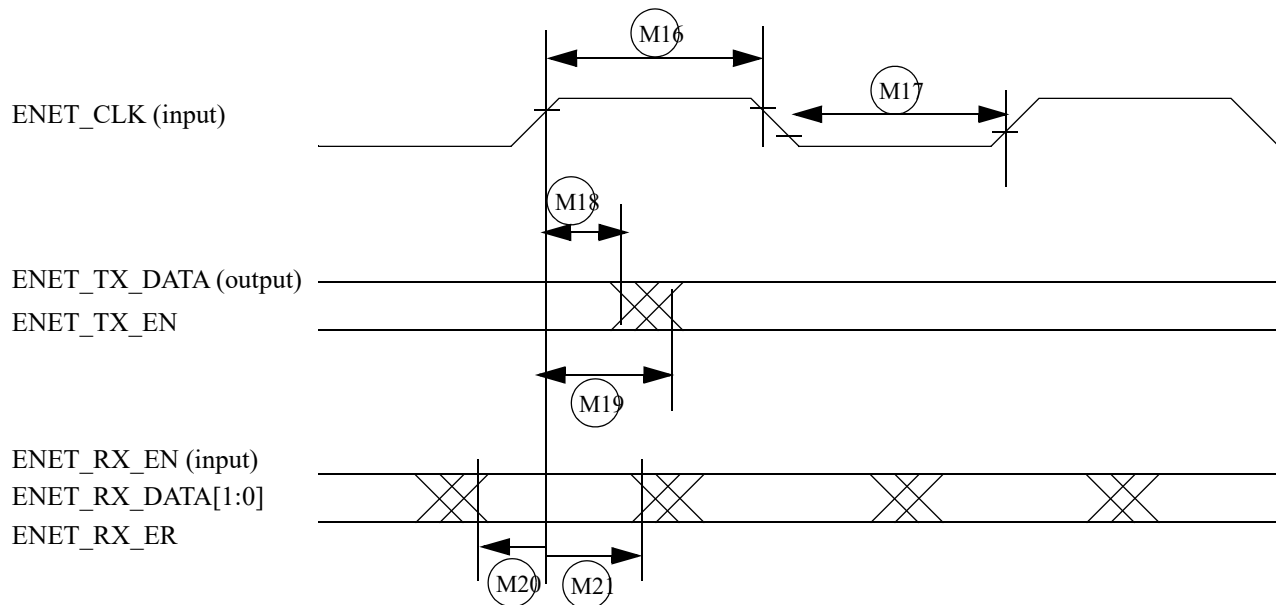 M16
ENET_CLK (input)
M17
M18
ENET_TX_DATA (output)
ENET_TX_EN
M19
ENET_RX_EN (input)
ENET_RX_DATA[1:0]
ENET_RX_ER
M20
M21